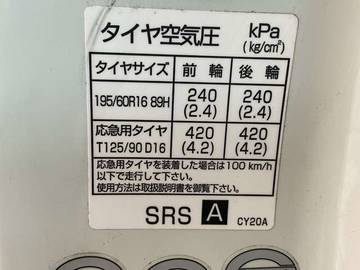 タイヤ空気圧 kPa
(kg/cm²)
タイヤサイズ 前輪 後輪
195/60R16 89H 240 (2.4) 240 (2.4)
応急用タイヤ
T125/90 D16 420 (4.2) 420 (4.2)
応急用タイヤを装着した場合は100 km/h
以下で走行して下さい。
使用方法は取扱説明書を御覧下さい。
SRS A CY20A